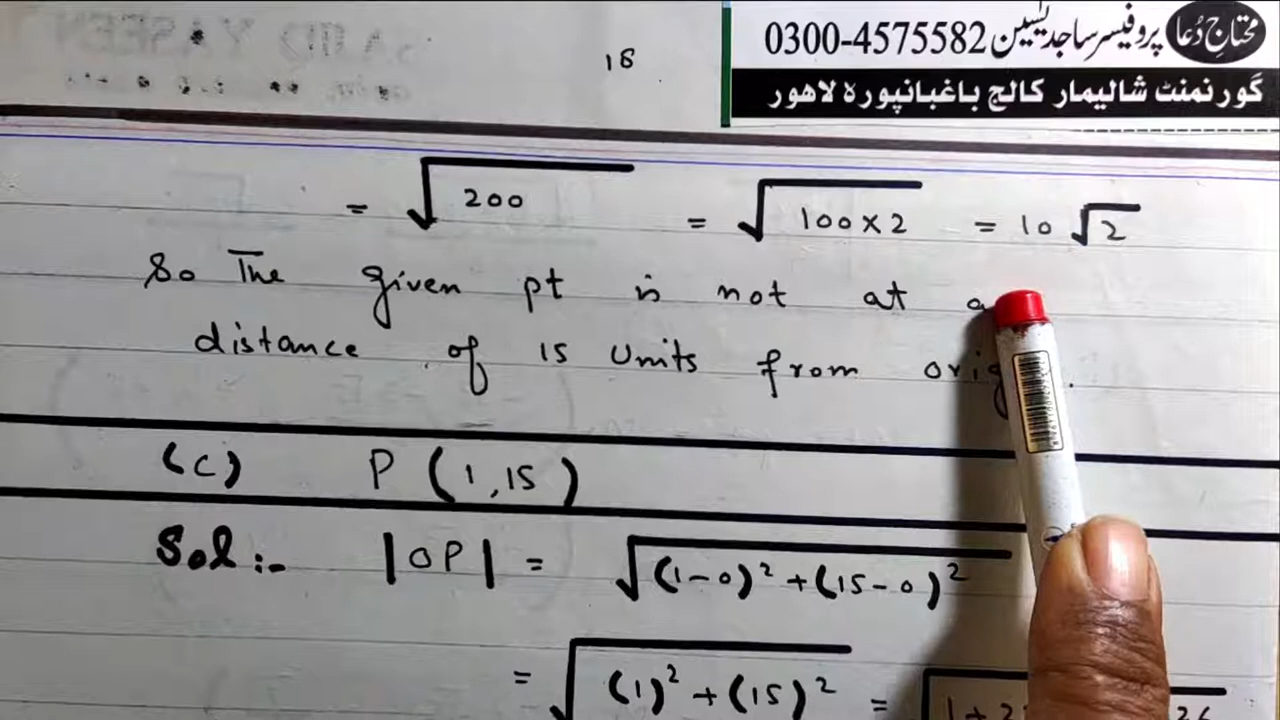 محتاجِ دُعا پروفیسر ساجد یٰسین 0300-4575582
گورنمنٹ شالیمار کالج باغبانپورہ لاہور
18
= √200 = √100×2 = 10√2
So The given pt is not at a
distance of 15 units from
(c) P (1,15)
Sol:- |OP| = √(1-0)² + (15-0)²
= √(1)² + (15)² =